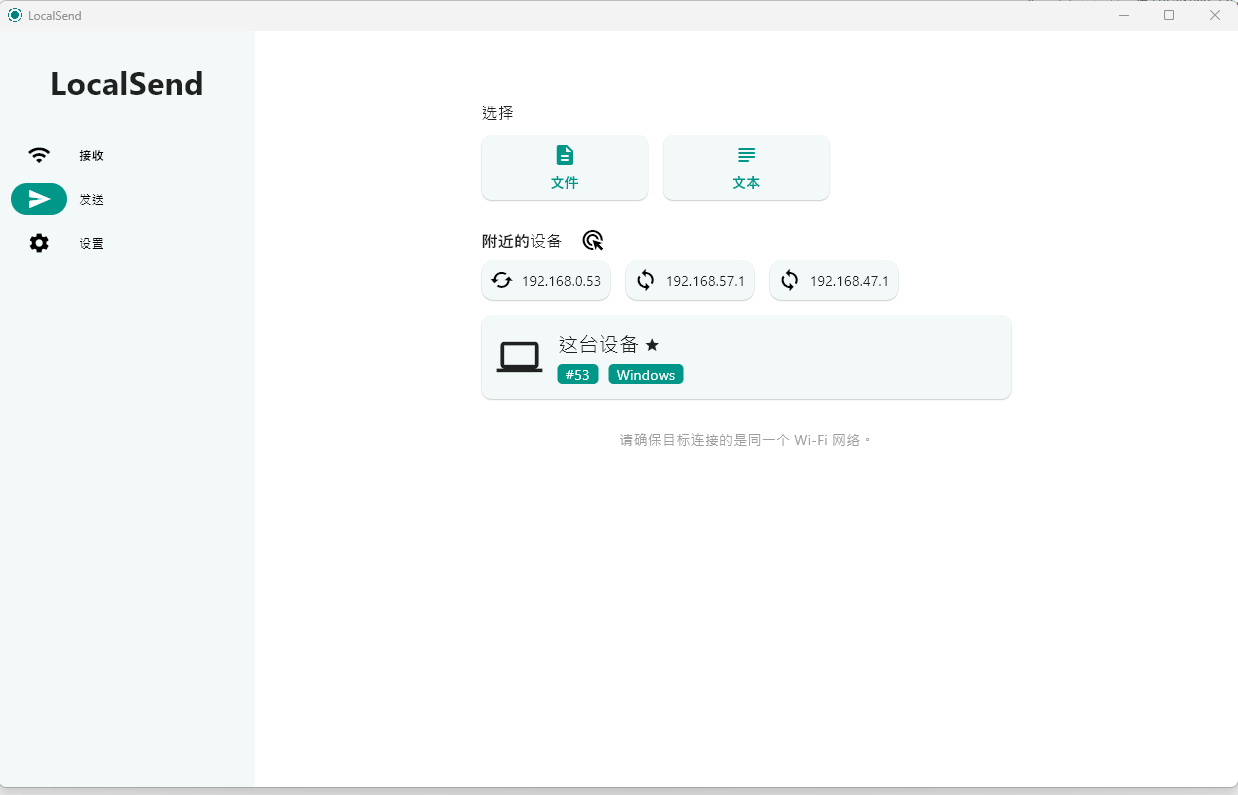 LocalSend
LocalSend
接收
发送
设置
选择
文件 文本
附近的设备
192.168.0.53 192.168.57.1 192.168.47.1
这台设备
#53 Windows
请确保目标连接的是同一个 Wi-Fi 网络。